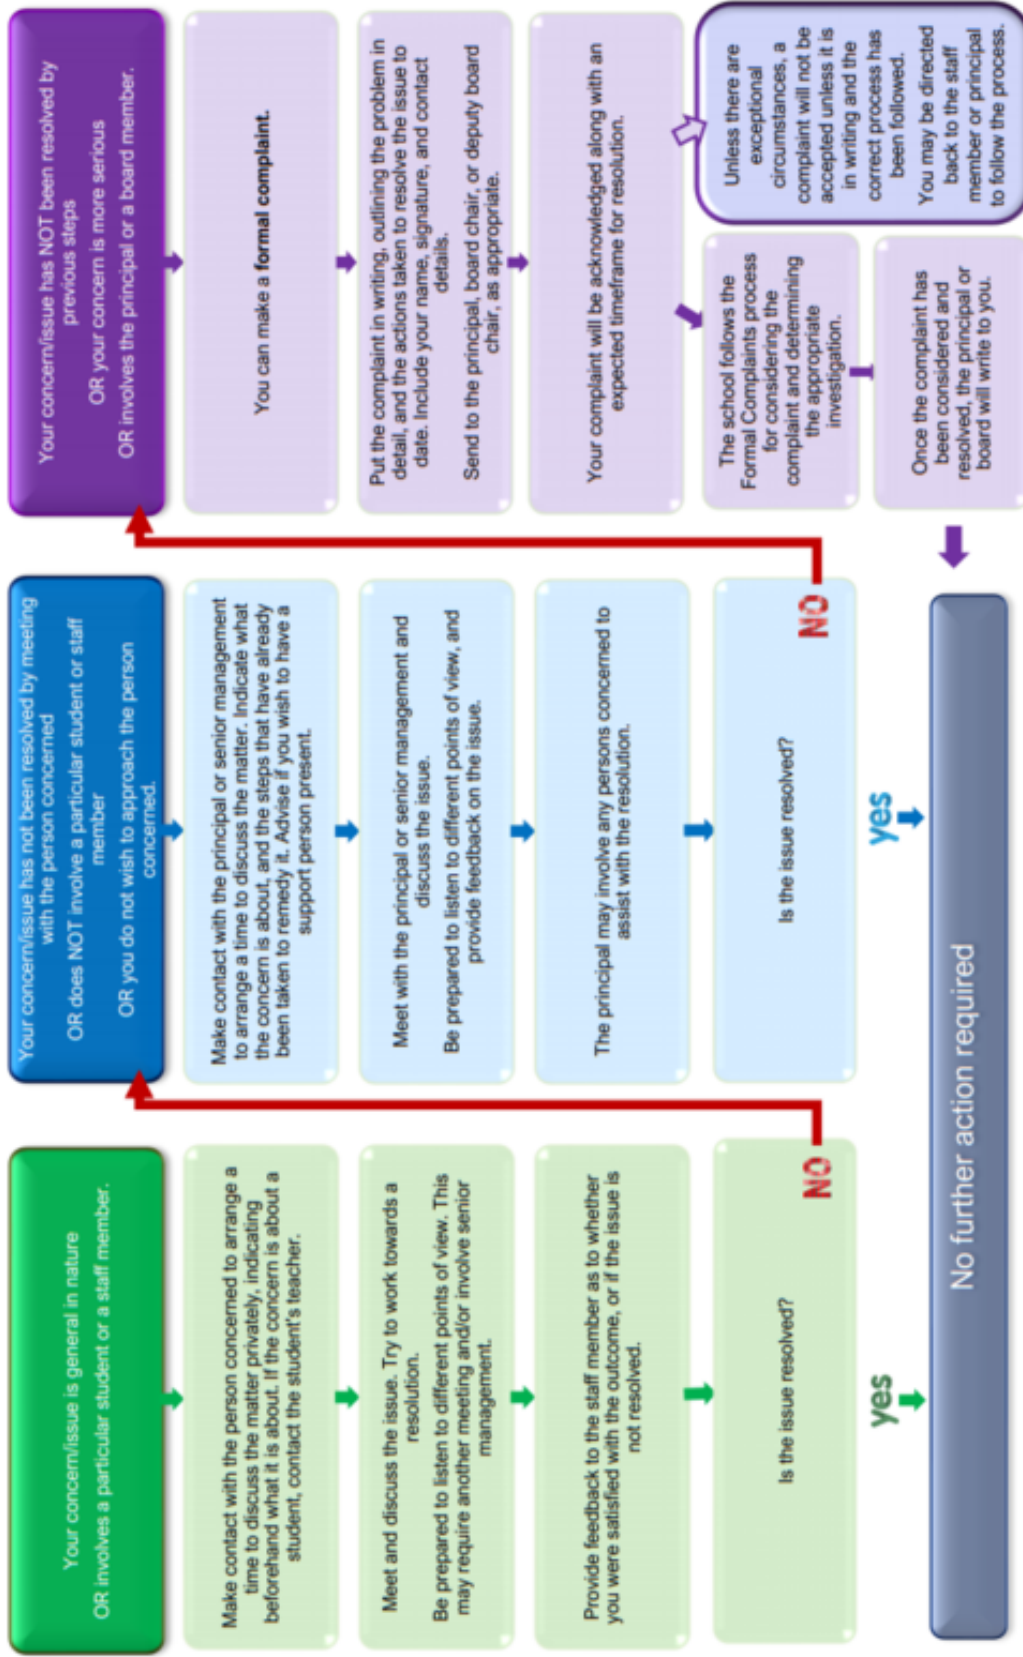 Your concern/issue is general in nature
OR involves a particular student or a staff member.
Make contact with the person concerned to arrange a
time to discuss the matter privately, indicating
beforehand what it is about. If the concern is about a
student, contact the student's teacher.
Meet and discuss the issue. Try to work towards a
resolution.
Be prepared to listen to different points of view. This
may require another meeting and/or involve senior
management.
Provide feedback to the staff member as to whether
you were satisfied with the outcome, or if the issue is
not resolved.
Is the issue resolved?
NO
yes
Your concern/issue has not been resolved by meeting
with the person concerned
OR does NOT involve a particular student or staff
member
OR you do not wish to approach the person
concerned.
Make contact with the principal or senior management
to arrange a time to discuss the matter. Indicate what
the concern is about, and the steps that have already
been taken to remedy it. Advise if you wish to have a
support person present.
Meet with the principal or senior management and
discuss the issue.
Be prepared to listen to different points of view, and
provide feedback on the issue.
The principal may involve any persons concerned to
assist with the resolution.
Is the issue resolved?
NO
yes
Your concern/issue has NOT been resolved by
previous steps
OR your concern is more serious
OR involves the principal or a board member.
You can make a formal complaint.
Put the complaint in writing, outlining the problem in
detail, and the actions taken to resolve the issue to
date. Include your name, signature, and contact
details.
Send to the principal, board chair, or deputy board
chair, as appropriate.
Your complaint will be acknowledged along with an
expected timeframe for resolution.
The school follows the
Formal Complaints process
for considering the
complaint and determining
the appropriate
investigation.
Once the complaint has
been considered and
resolved, the principal or
board will write to you.
Unless there are
exceptional
circumstances, a
complaint will not be
accepted unless it is
in writing and the
correct process has
been followed.
You may be directed
back to the staff
member or principal
to follow the process.
No further action required